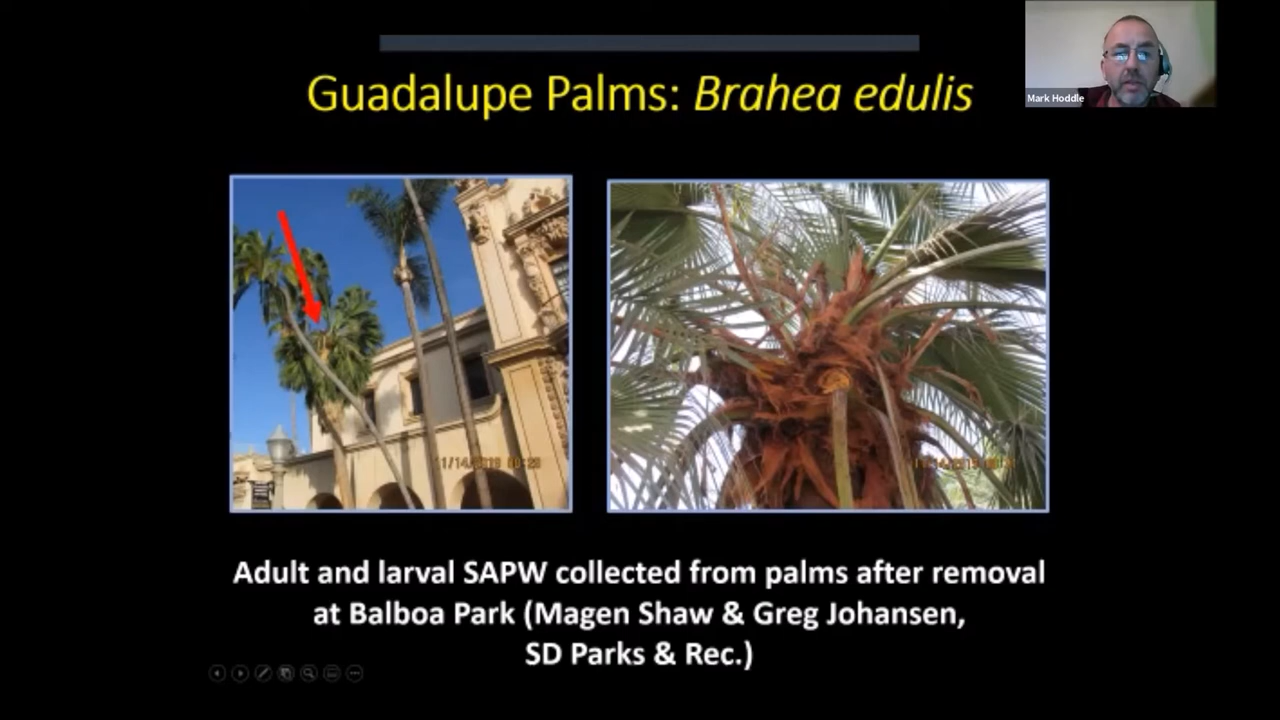 Guadalupe Palms: Brahea edulis
Mark Hoddle
Adult and larval SAPW collected from palms after removal
at Balboa Park (Magen Shaw & Greg Johansen,
SD Parks & Rec.)